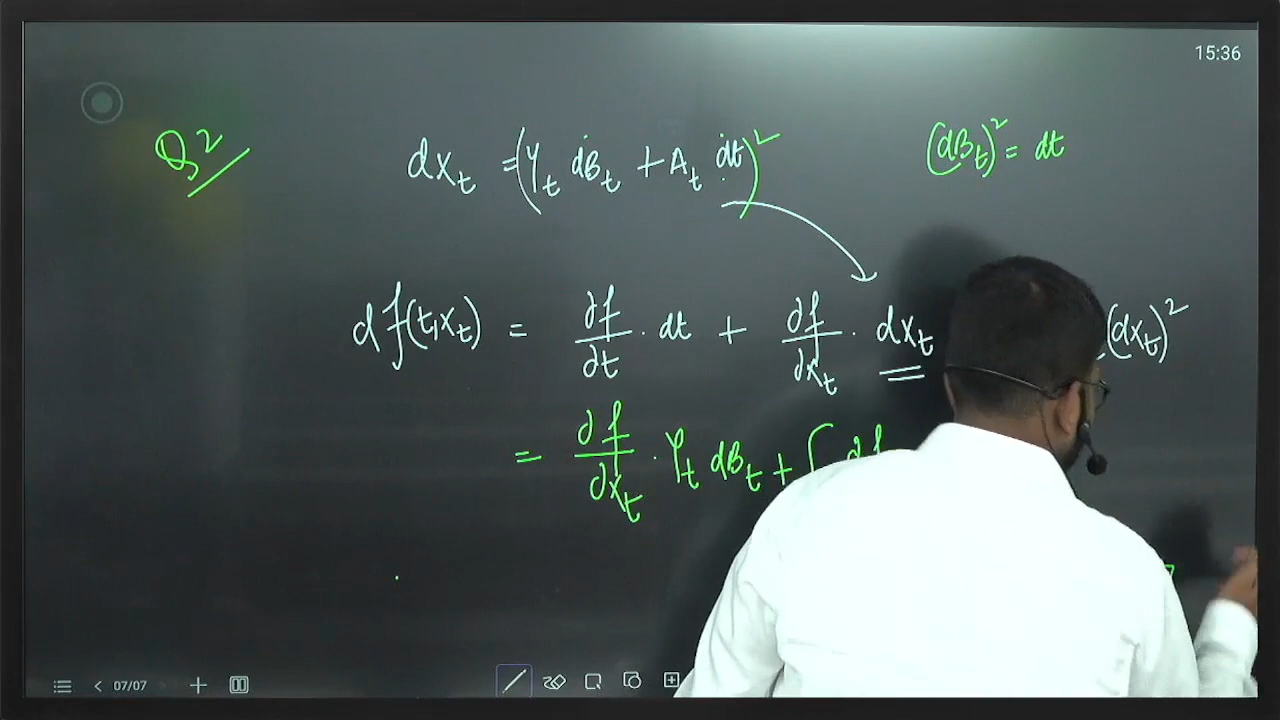 15:36
Q2
dX_t = (Y_t dB_t + A_t dt)^2
(dB_t)^2 = dt
d f(t, X_t) = ∂f/∂t · dt + ∂f/∂X_t · dX_t (dX_t)^2
= ∂f/∂X_t · Y_t dB_t + [ ∂f
07/07